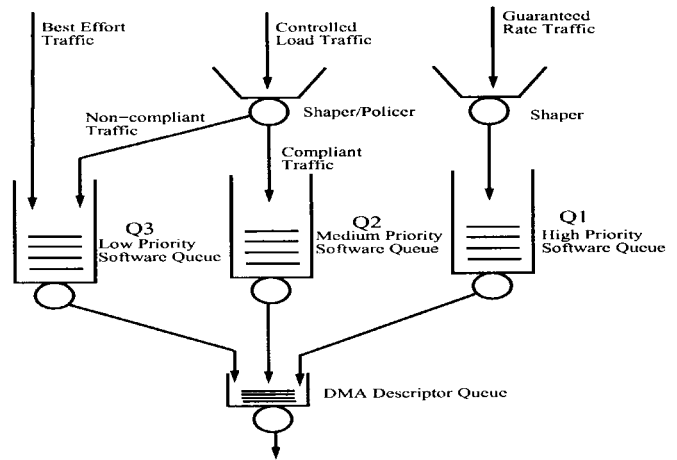 Best Effort
Traffic
Controlled
Load Traffic
Guaranteed
Rate Traffic
Non-compliant
Traffic
Shaper/Policer
Shaper
Compliant
Traffic
Q3
Low Priority
Software Queue
Q2
Medium Priority
Software Queue
Q1
High Priority
Software Queue
DMA Descriptor Queue